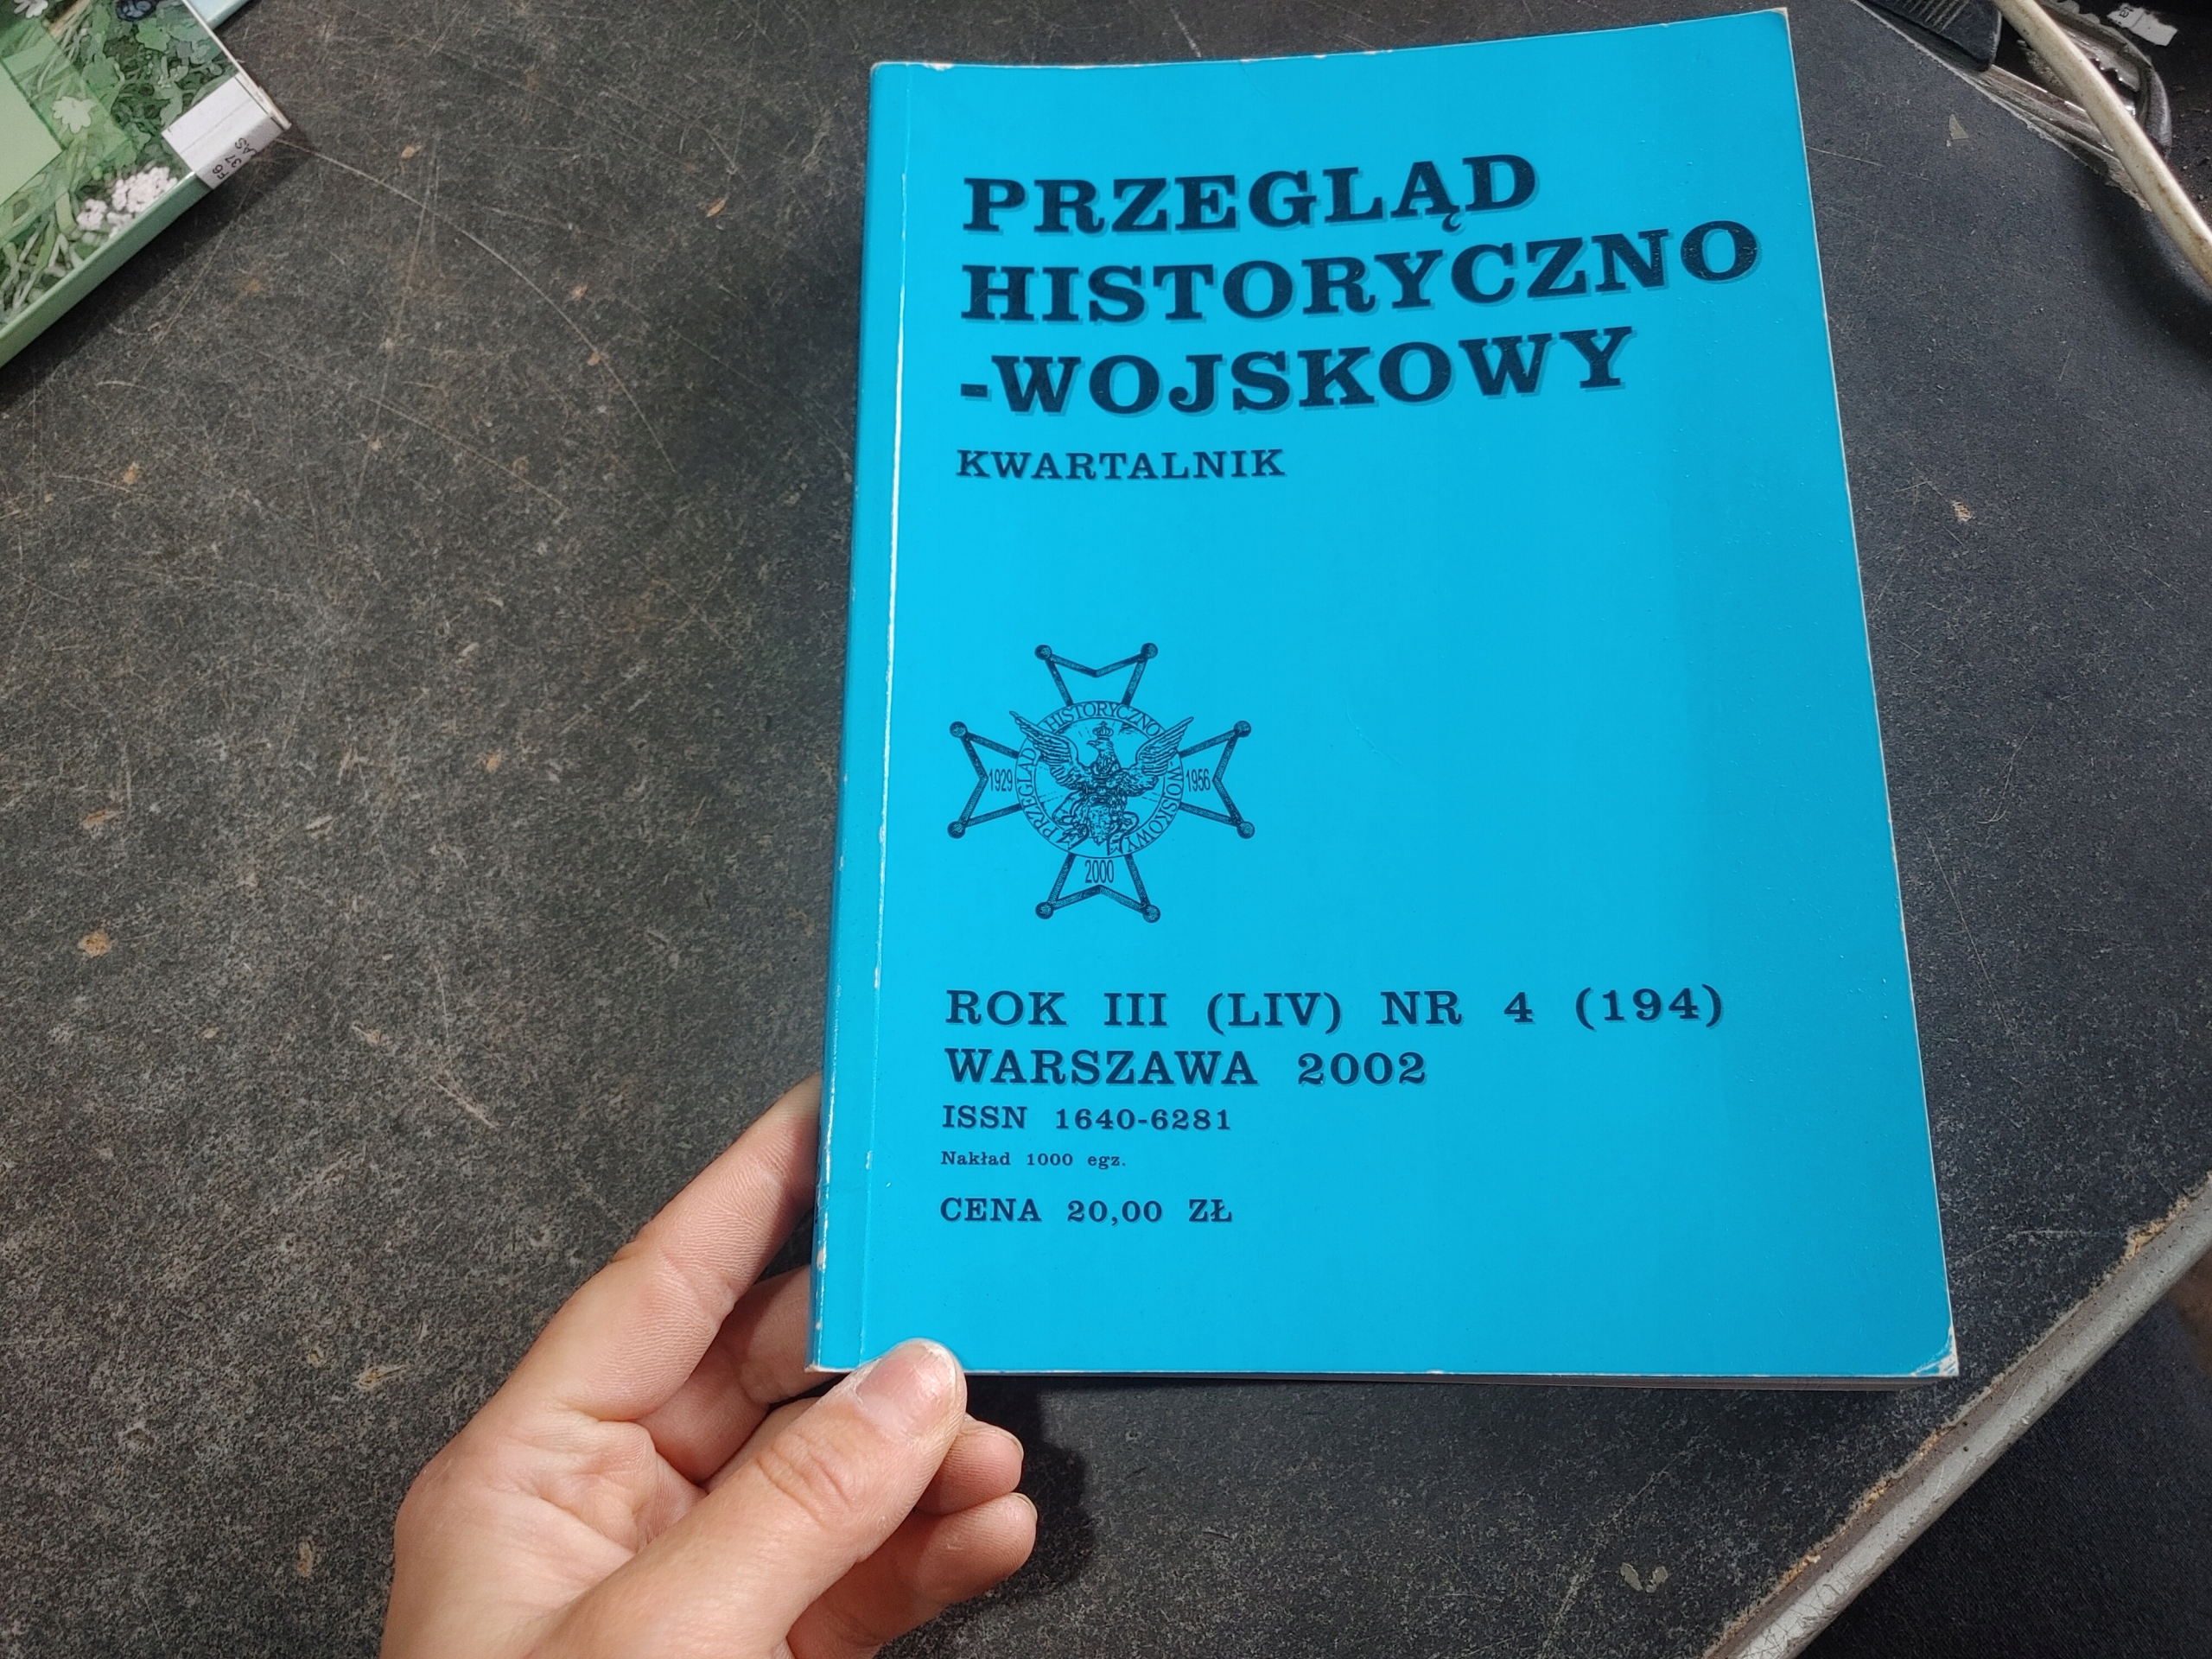 PRZEGLĄD
HISTORYCZNO
-WOJSKOWY
KWARTALNIK
PRZEGLĄD HISTORYCZNO WOJSKOWY
1929
1956
2000
ROK III (LIV) NR 4 (194)
WARSZAWA 2002
ISSN 1640-6281
Nakład 1000 egz.
CENA 20,00 ZŁ